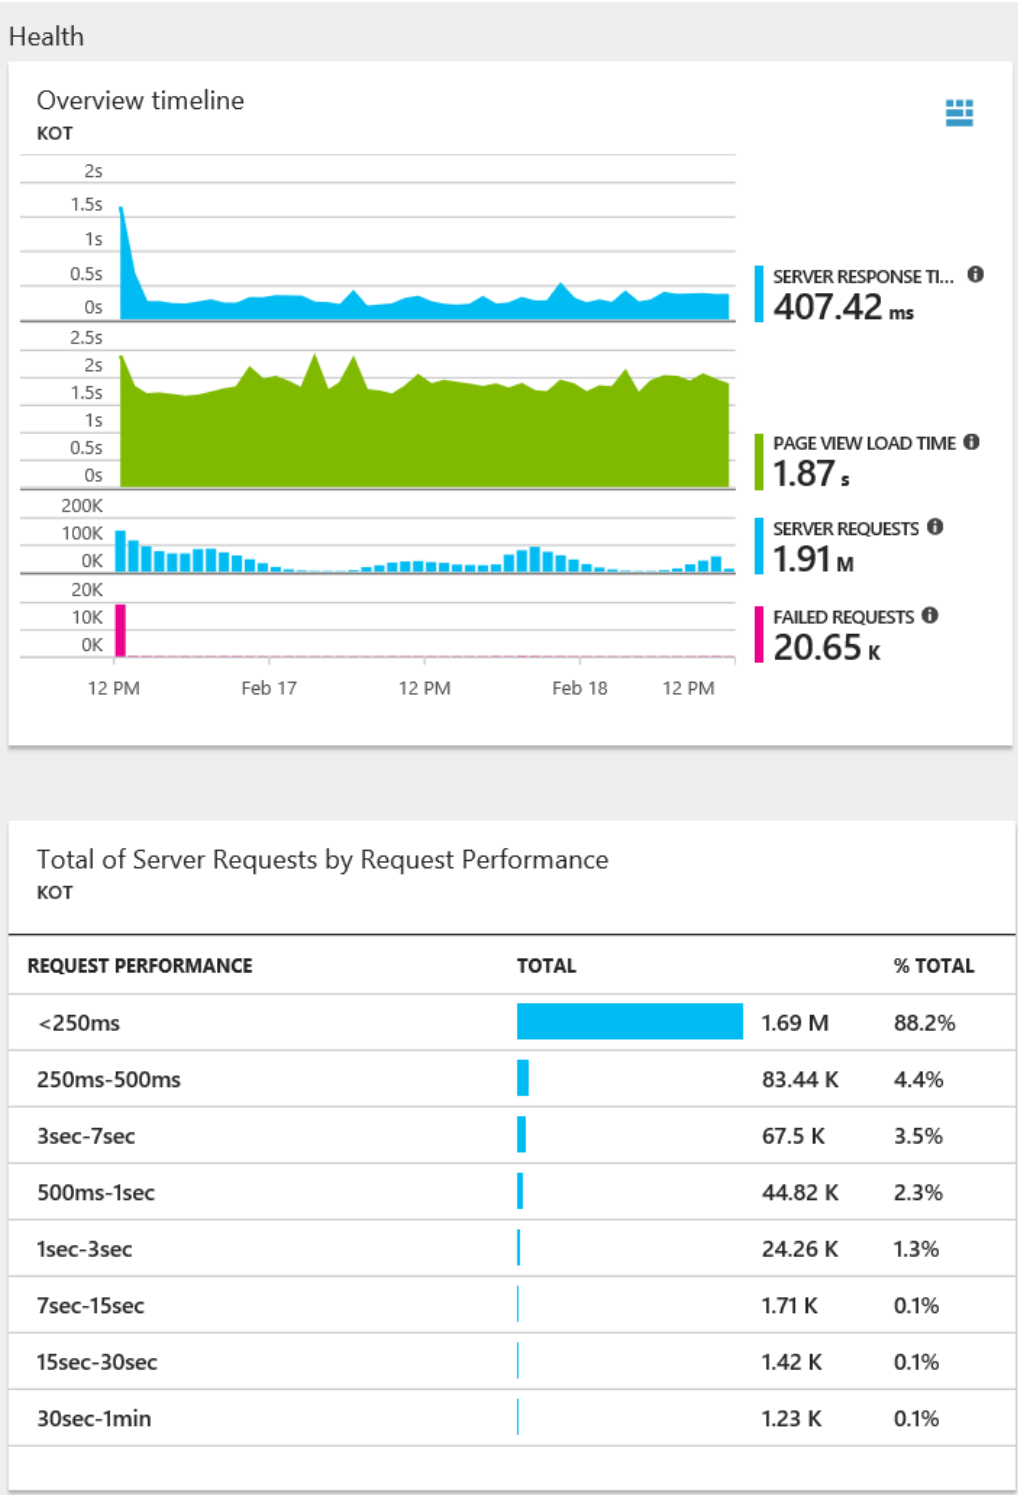 Health
Overview timeline
KOT
2s
1.5s
1s
0.5s
0s
SERVER RESPONSE TI...
407.42 ms
2.5s
2s
1.5s
1s
0.5s
0s
PAGE VIEW LOAD TIME
1.87 s
200K
100K
0K
SERVER REQUESTS
1.91 M
20K
10K
0K
FAILED REQUESTS
20.65 K
12 PM Feb 17 12 PM Feb 18 12 PM
Total of Server Requests by Request Performance
KOT
REQUEST PERFORMANCE TOTAL % TOTAL
<250ms 1.69 M 88.2%
250ms-500ms 83.44 K 4.4%
3sec-7sec 67.5 K 3.5%
500ms-1sec 44.82 K 2.3%
1sec-3sec 24.26 K 1.3%
7sec-15sec 1.71 K 0.1%
15sec-30sec 1.42 K 0.1%
30sec-1min 1.23 K 0.1%